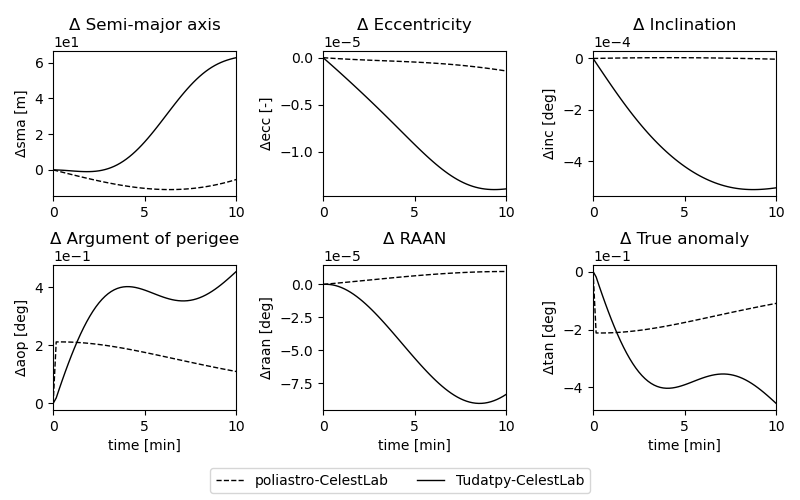 Δ Semi-major axis
Δ Eccentricity
Δ Inclination
1e1
1e−5
1e−4
6
4
2
0
Δsma [m]
0 5 10
0.0
−0.5
−1.0
Δecc [-]
0 5 10
0
−2
−4
Δinc [deg]
0 5 10
Δ Argument of perigee
Δ RAAN
Δ True anomaly
1e−1
1e−5
1e−1
4
2
0
Δaop [deg]
0 5 10
time [min]
0.0
−2.5
−5.0
−7.5
Δraan [deg]
0 5 10
time [min]
0
−2
−4
Δtan [deg]
0 5 10
time [min]
poliastro-CelestLab
Tudatpy-CelestLab